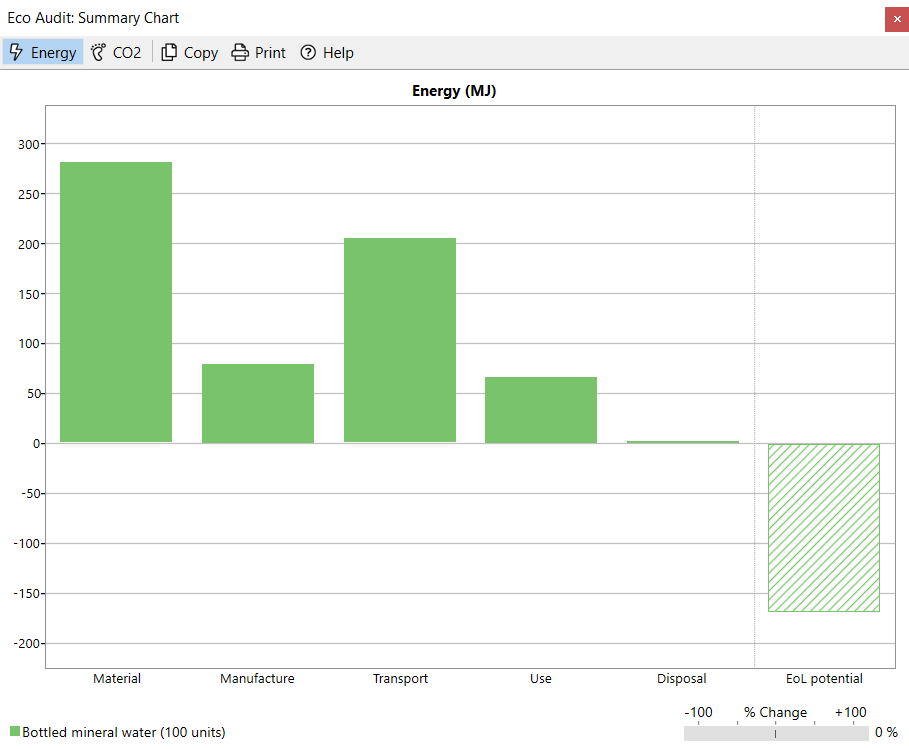 Eco Audit: Summary Chart
Energy CO2 Copy Print Help
Energy (MJ)
300
250
200
150
100
50
0
-50
-100
-150
-200
Material Manufacture Transport Use Disposal EoL potential
-100 % Change +100
Bottled mineral water (100 units) 0 %